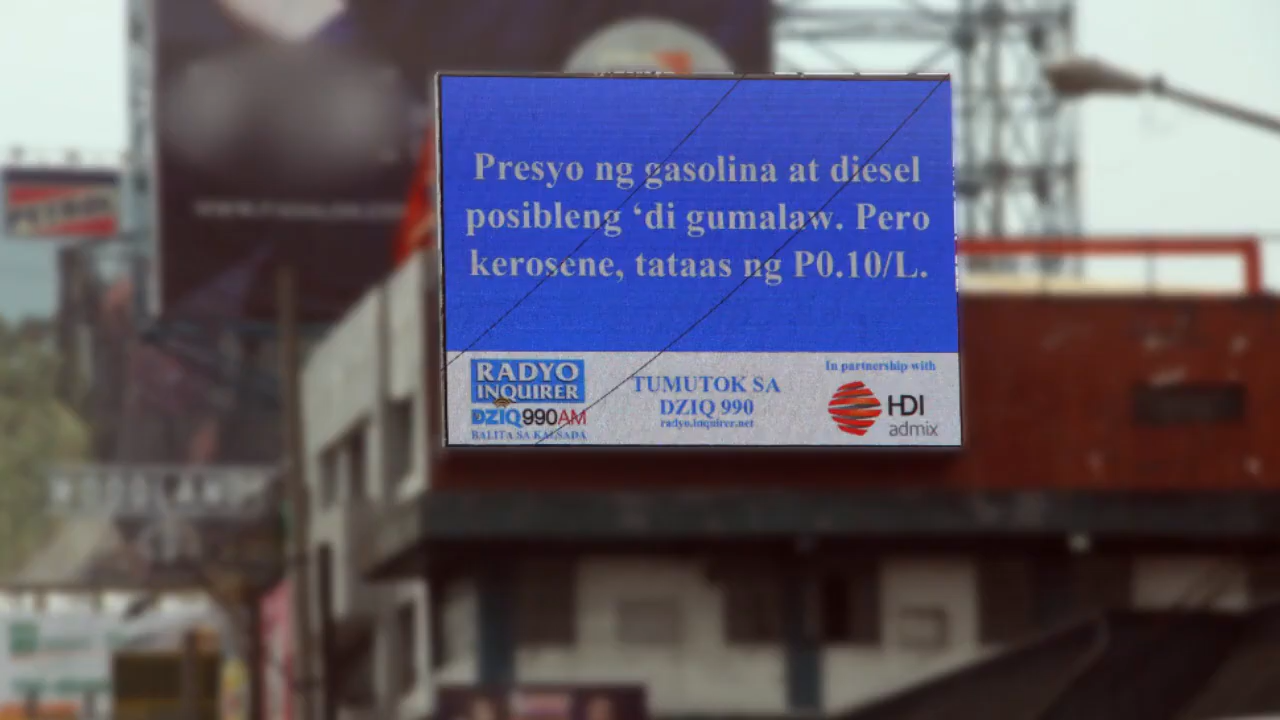 Presyo ng gasolina at diesel
posibleng ‘di gumalaw. Pero
kerosene, tataas ng P0.10/L.
RADYO
INQUIRER
DZIQ990AM
BALITA SA KALSADA
TUMUTOK SA
DZIQ 990
radyo.inquirer.net
In partnership with
HDI
admix
PETRON